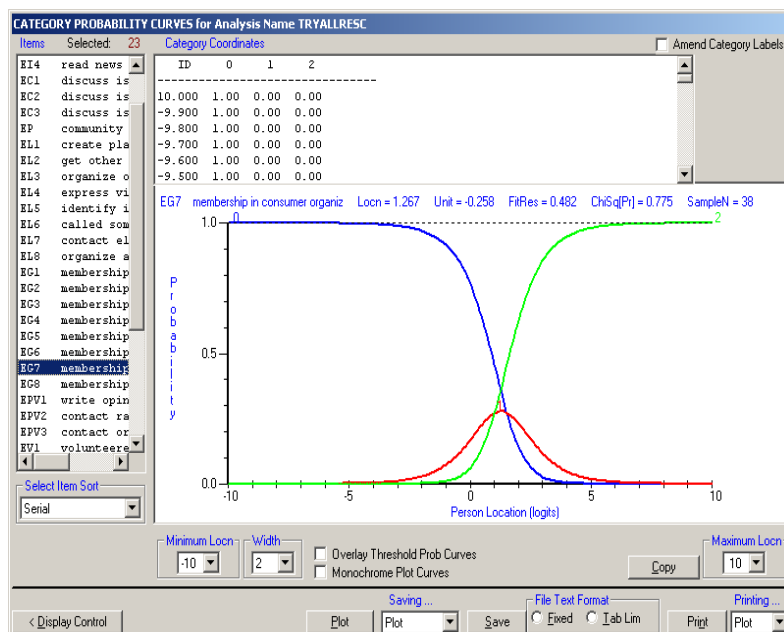 CATEGORY PROBABILITY CURVES for Analysis Name TRYALLRESC
Items Selected: 23 Category Coordinates
Amend Category Labels
EI4 read news
EC1 discuss is
EC2 discuss is
EC3 discuss is
EP community
EL1 create pla
EL2 get other
EL3 organize o
EL4 express vi
EL5 identify i
EL6 called som
EL7 contact el
EL8 organize a
EG1 membership
EG2 membership
EG3 membership
EG4 membership
EG5 membership
EG6 membership
EG7 membership
EG8 membership
EPV1 write opin
EPV2 contact ra
EPV3 contact or
EV1 volunteere
Select Item Sort
Serial
ID 0 1 2
----------------------------------
10.000 1.00 0.00 0.00
-9.900 1.00 0.00 0.00
-9.800 1.00 0.00 0.00
-9.700 1.00 0.00 0.00
-9.600 1.00 0.00 0.00
-9.500 1.00 0.00 0.00
EG7 membership in consumer organiz Locn = 1.267 Unit = -0.258 FitRes = 0.482 ChiSq[Pr] = 0.775 SampleN = 38
1.0
0
2
Probability
0.5
1
0.0
-10 -5 0 5 10
Person Location (logits)
Minimum Locn
-10
Width
2
Overlay Threshold Prob Curves
Monochrome Plot Curves
Copy
Maximum Locn
10
< Display Control
Plot
Saving ...
Plot
Save
File Text Format
Fixed Tab Lim
Print
Printing ...
Plot